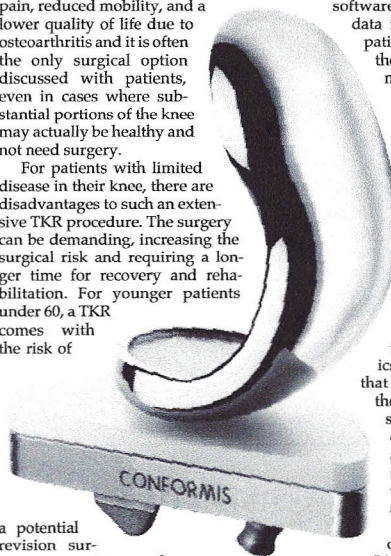 pain, reduced mobility, and a
lower quality of life due to
osteoarthritis and it is often
the only surgical option
discussed with patients,
even in cases where sub-
stantial portions of the knee
may actually be healthy and
not need surgery.
For patients with limited
disease in their knee, there are
disadvantages to such an exten-
sive TKR procedure. The surgery
can be demanding, increasing the
surgical risk and requiring a lon-
ger time for recovery and reha-
bilitation. For younger patients
under 60, a TKR
comes with
the risk of
CONFORMIS
a potential
revision sur-
software
data
pati
the
ics
that
the
s